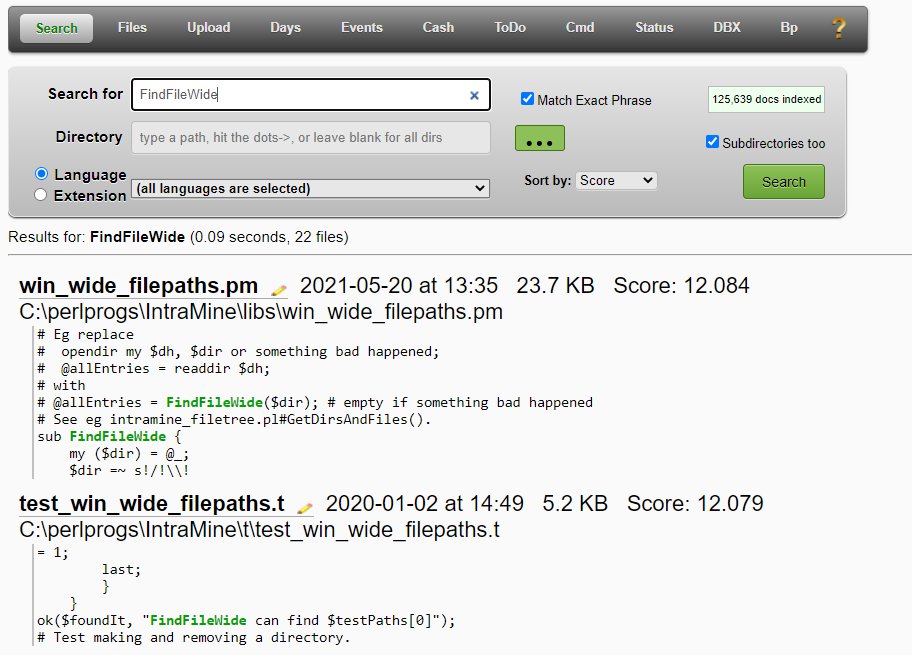 Search Files Upload Days Events Cash ToDo Cmd Status DBX Bp ?
Search for FindFileWide × Match Exact Phrase 125,639 docs indexed
Directory type a path, hit the dots->, or leave blank for all dirs ... Subdirectories too
Language
Extension (all languages are selected) Sort by: Score Search
Results for: FindFileWide (0.09 seconds, 22 files)
win_wide_filepaths.pm 2021-05-20 at 13:35 23.7 KB Score: 12.084
C:\perlprogs\IntraMine\libs\win_wide_filepaths.pm
# Eg replace
#  opendir my $dh, $dir or something bad happened;
#  @allEntries = readdir $dh;
# with
# @allEntries = FindFileWide($dir); # empty if something bad happened
# See eg intramine_filetree.pl#GetDirsAndFiles().
sub FindFileWide {
    my ($dir) = @_;
    $dir =~ s!/!\\!
test_win_wide_filepaths.t 2020-01-02 at 14:49 5.2 KB Score: 12.079
C:\perlprogs\IntraMine\t\test_win_wide_filepaths.t
= 1;
        last;
        }
    }
ok($foundIt, "FindFileWide can find $testPaths[0]");
# Test making and removing a directory.